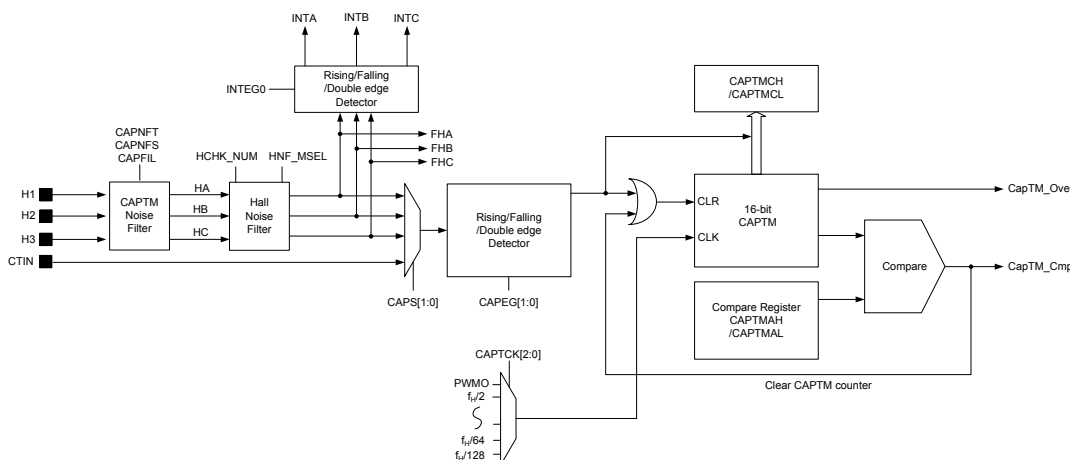 INTA
INTB
INTC
INTEG0
Rising/Falling
/Double edge
Detector
CAPTMCH
/CAPTMCL
CAPNFT
CAPNFS
CAPFIL
HCHK_NUM
HNF_MSEL
FHA
FHB
FHC
H1
H2
H3
CTIN
CAPTM
Noise
Filter
HA
HB
HC
Hall
Noise
Filter
CAPS[1:0]
Rising/Falling
/Double edge
Detector
CAPEG[1:0]
CLR
CLK
16-bit
CAPTM
CapTM_Over
Compare
CapTM_Cmp
Compare Register
CAPTMAH
/CAPTMAL
Clear CAPTM counter
CAPTCK[2:0]
PWMO
fH/2
fH/64
fH/128